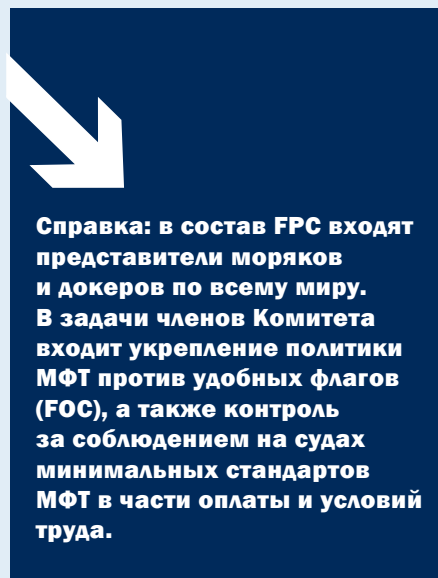 Справка: в состав FPC входят
представители моряков
и докеров по всему миру.
В задачи членов Комитета
входит укрепление политики
МФТ против удобных флагов
(FOC), а также контроль
за соблюдением на судах
минимальных стандартов
МФТ в части оплаты и условий
труда.